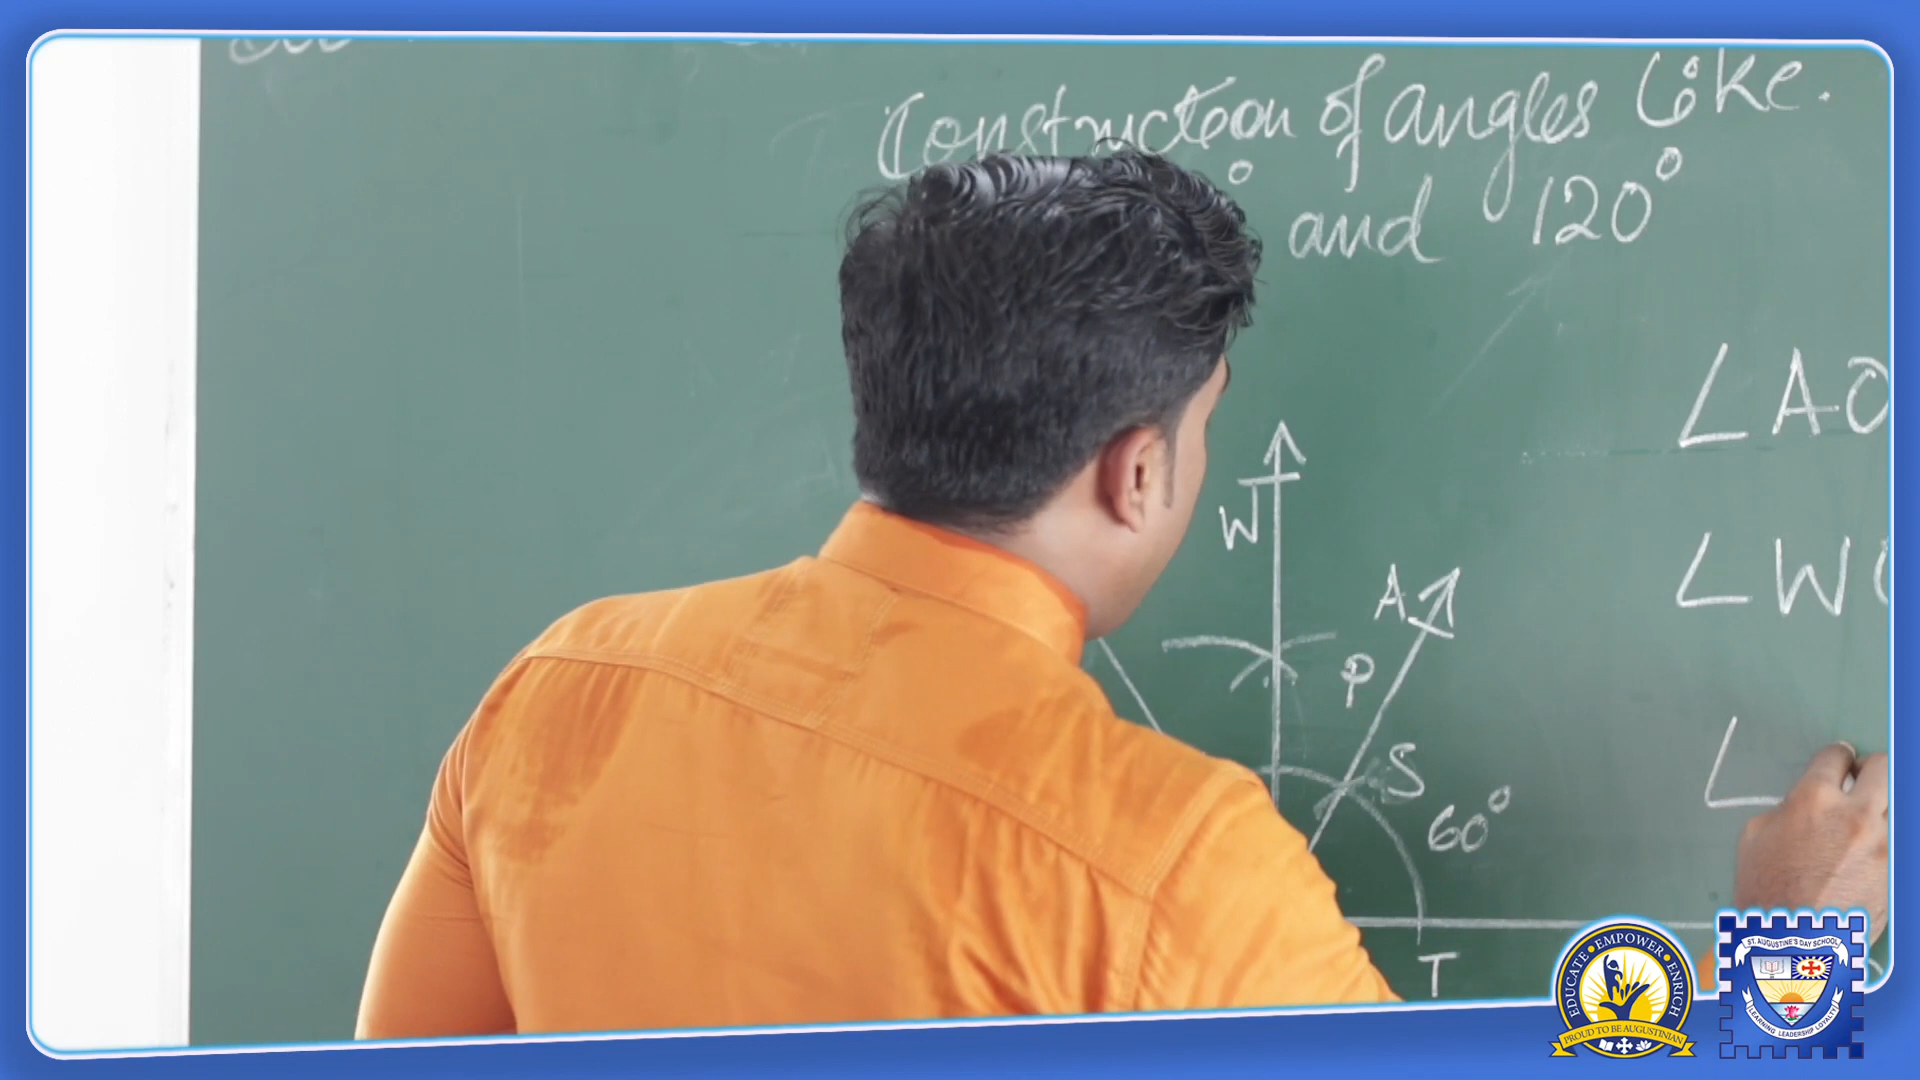 Construction of angles Like.
° and 120°
∠AO
W
∠W
A
P
S
∠
60°
T
EDUCATE • EMPOWER • ENRICH
PROUD TO BE AUGUSTINIAN
ST. AUGUSTINE'S DAY SCHOOL
LEARNING LEADERSHIP LOYALTY